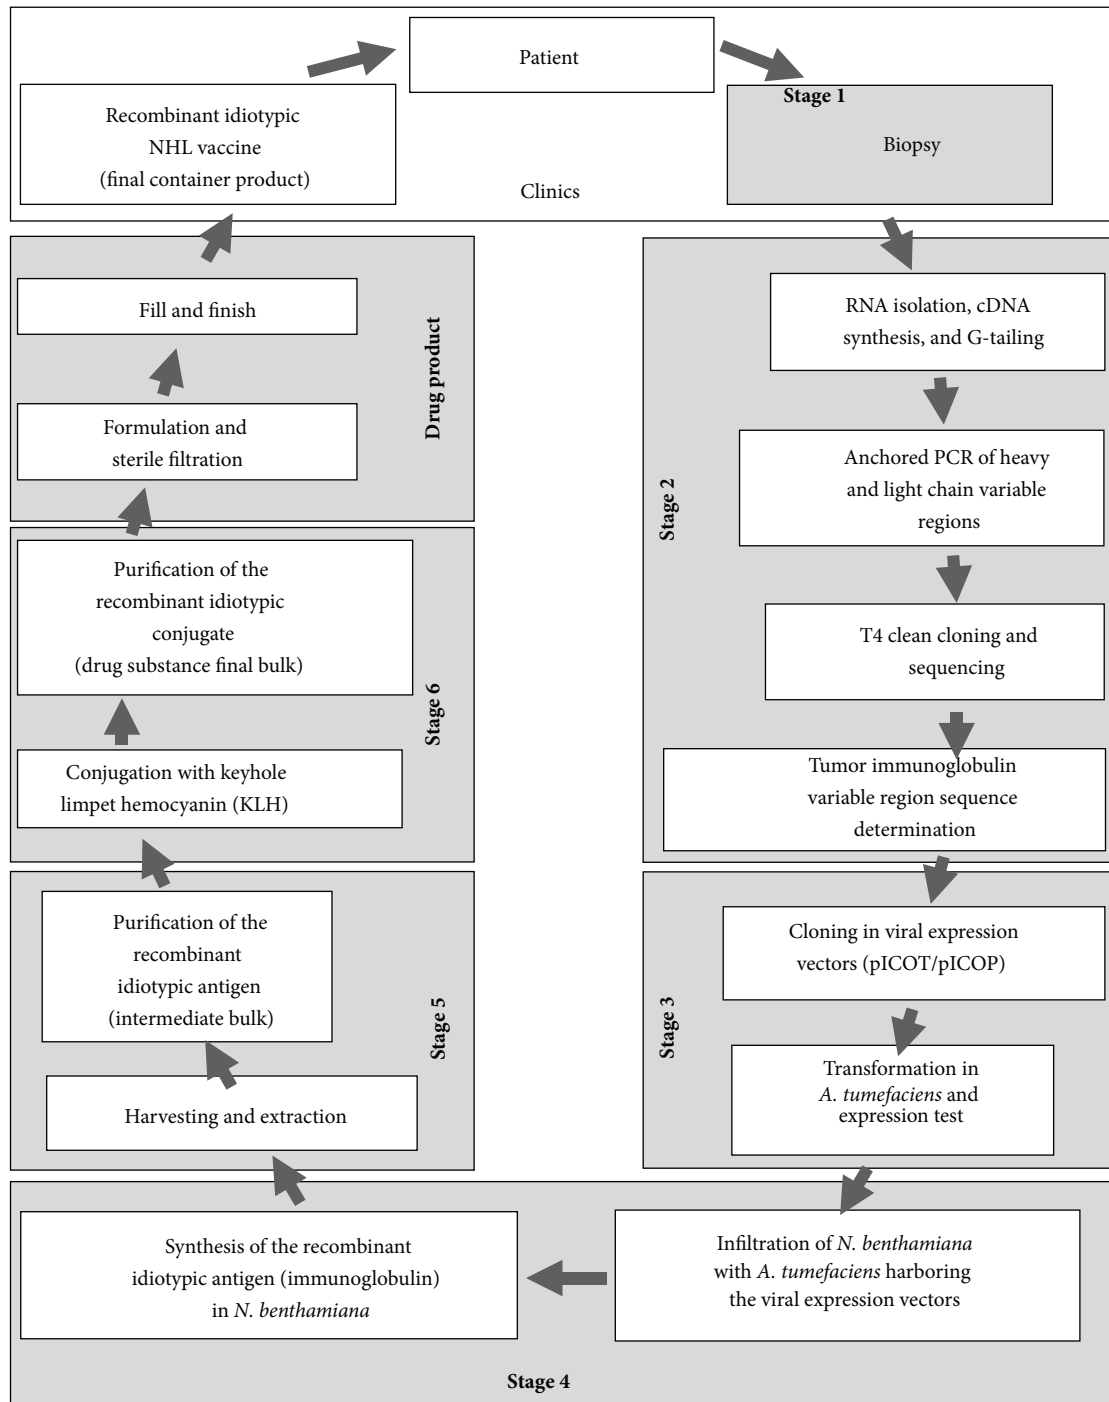 Patient
Stage 1
Biopsy
Recombinant idiotypic
NHL vaccine
(final container product)
Clinics
RNA isolation, cDNA
synthesis, and G-tailing
Anchored PCR of heavy
and light chain variable
regions
T4 clean cloning and
sequencing
Tumor immunoglobulin
variable region sequence
determination
Stage 2
Cloning in viral expression
vectors (pICOT/pICOP)
Transformation in
A. tumefaciens and
expression test
Stage 3
Infiltration of N. benthamiana
with A. tumefaciens harboring
the viral expression vectors
Synthesis of the recombinant
idiotypic antigen (immunoglobulin)
in N. benthamiana
Stage 4
Harvesting and extraction
Purification of the
recombinant
idiotypic antigen
(intermediate bulk)
Stage 5
Conjugation with keyhole
limpet hemocyanin (KLH)
Purification of the
recombinant idiotypic
conjugate
(drug substance final bulk)
Stage 6
Formulation and
sterile filtration
Fill and finish
Drug product